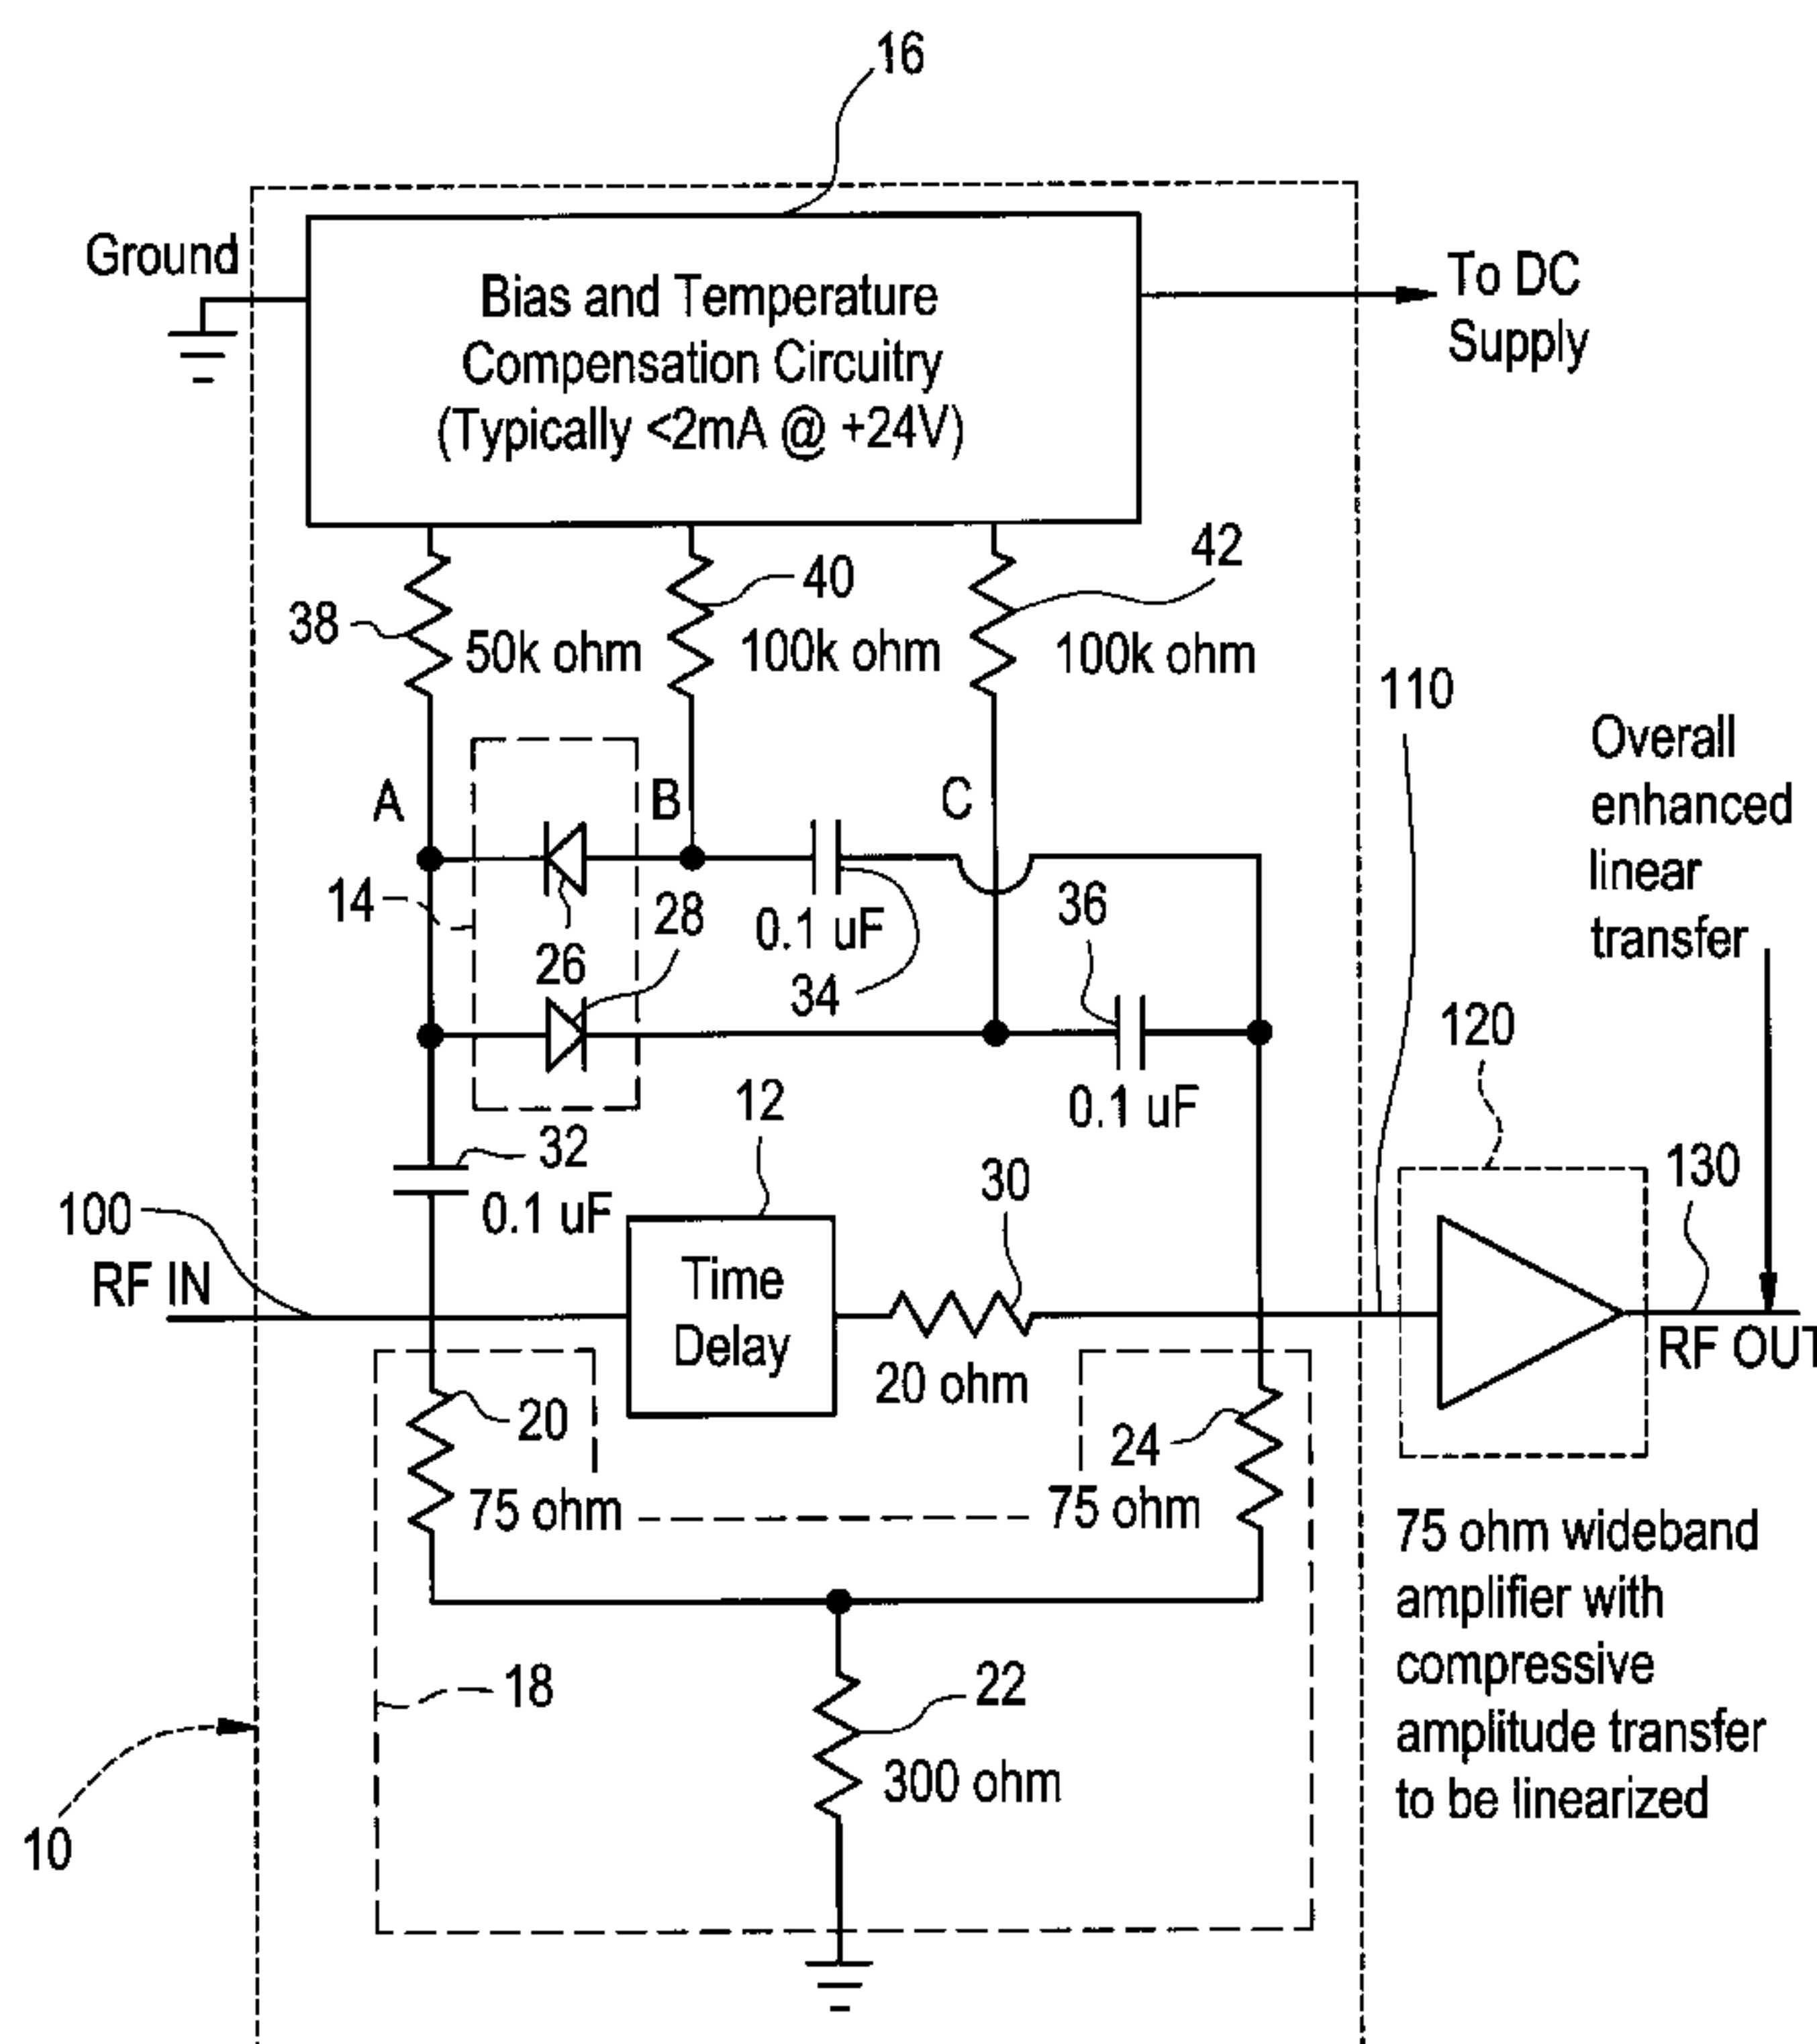 16
Ground
Bias and Temperature
Compensation Circuitry
(Typically <2mA @ +24V)
To DC
Supply
38
50k ohm
40
100k ohm
42
100k ohm
110
Overall
enhanced
linear
transfer
A
B
C
14
26
28
0.1 uF
34
36
0.1 uF
120
130
32
0.1 uF
12
30
100
RF IN
Time
Delay
20 ohm
RF OUT
20
75 ohm
24
75 ohm
75 ohm wideband
amplifier with
compressive
amplitude transfer
to be linearized
18
22
300 ohm
10